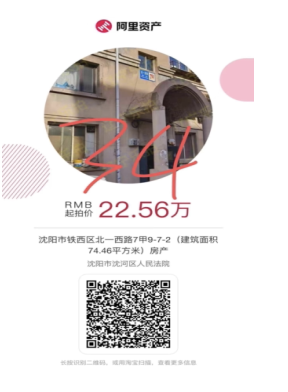 阿里资产
34
RMB
起拍价 22.56万
沈阳市铁西区北一西路7甲9-7-2（建筑面积
74.46平方米）房产
沈阳市沈河区人民法院
长按识别二维码，或用淘宝扫描，查看更多信息